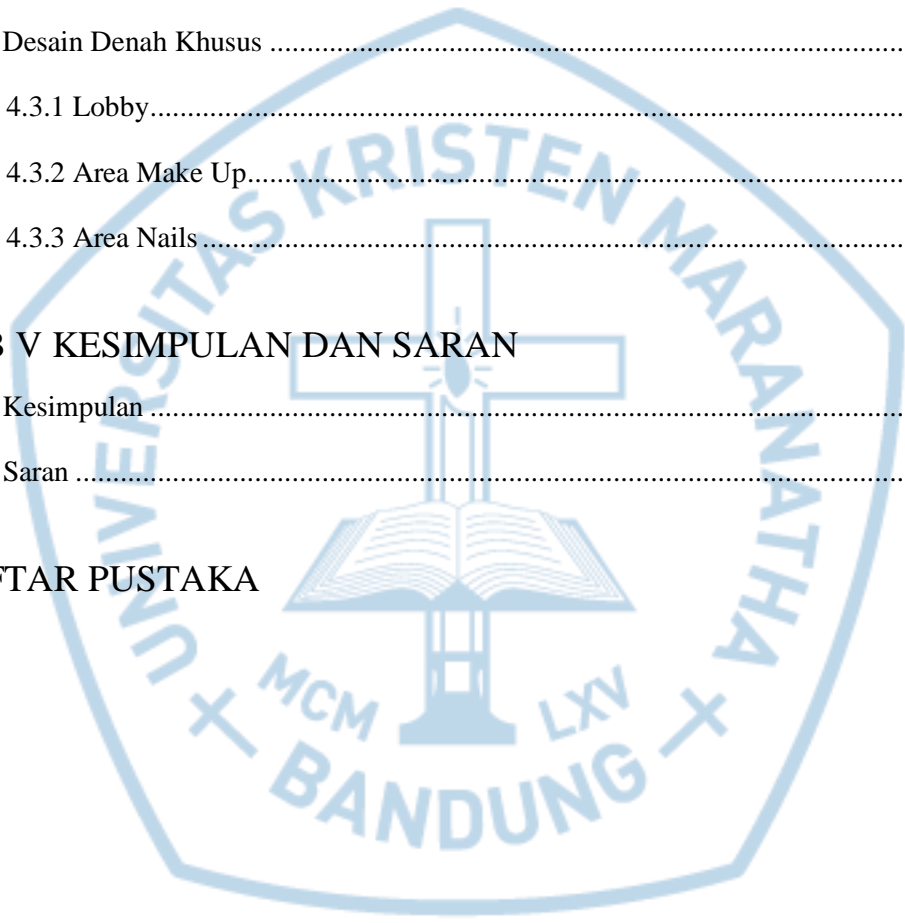 Desain Denah Khusus ....................................................................................
4.3.1 Lobby....................................................................................................
4.3.2 Area Make Up.......................................................................................
4.3.3 Area Nails .............................................................................................
V KESIMPULAN DAN SARAN
Kesimpulan ....................................................................................................
Saran ..............................................................................................................
TAR PUSTAKA
UNIVERSITAS KRISTEN MARANATHA
MCM LXV
BANDUNG